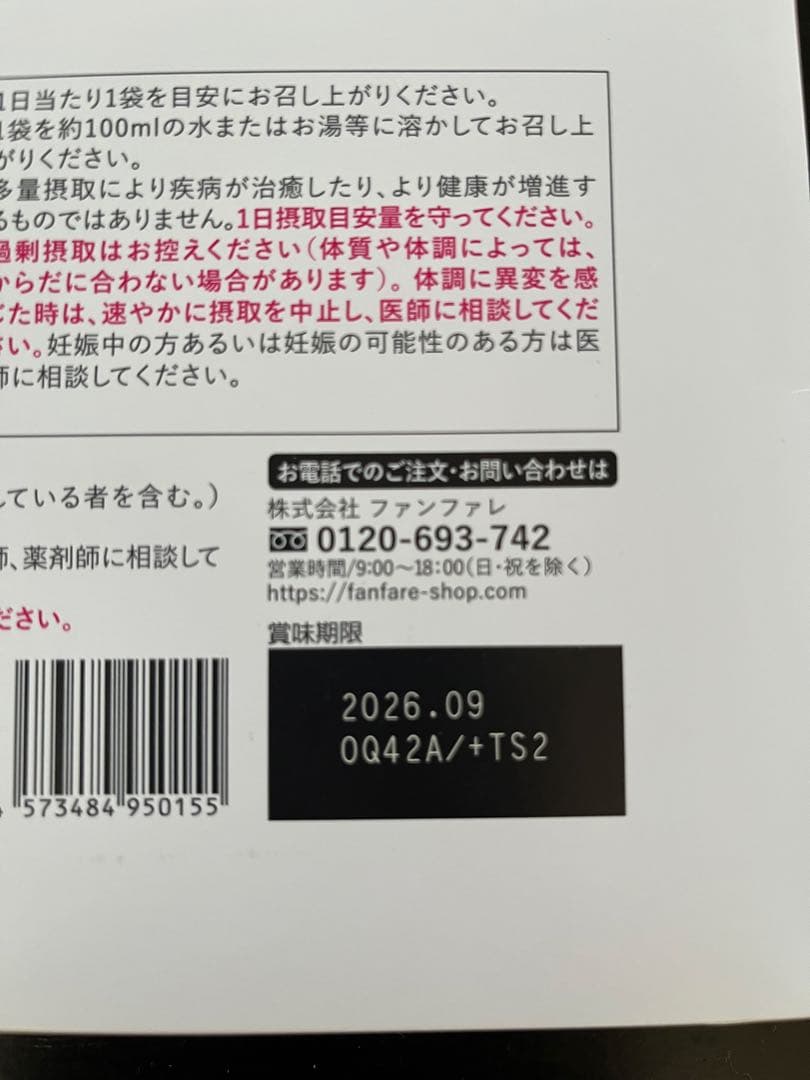 1日当たり1袋を目安にお召し上がりください。
1袋を約100mlの水またはお湯等に溶かしてお召し上
がりください。
多量摂取により疾病が治癒したり、より健康が増進す
るものではありません。1日摂取目安量を守ってください。
過剰摂取はお控えください（体質や体調によっては、
からだに合わない場合があります）。体調に異変を感
じた時は、速やかに摂取を中止し、医師に相談してくだ
さい。妊娠中の方あるいは妊娠の可能性のある方は医
師に相談してください。
している者を含む。）
師、薬剤師に相談して
ださい。
お電話でのご注文・お問い合わせは
株式会社 ファンファレ
0120-693-742
営業時間/9:00〜18:00（日・祝を除く）
https://fanfare-shop.com
賞味期限
2026.09
0Q42A/+TS2
4 573484 950155